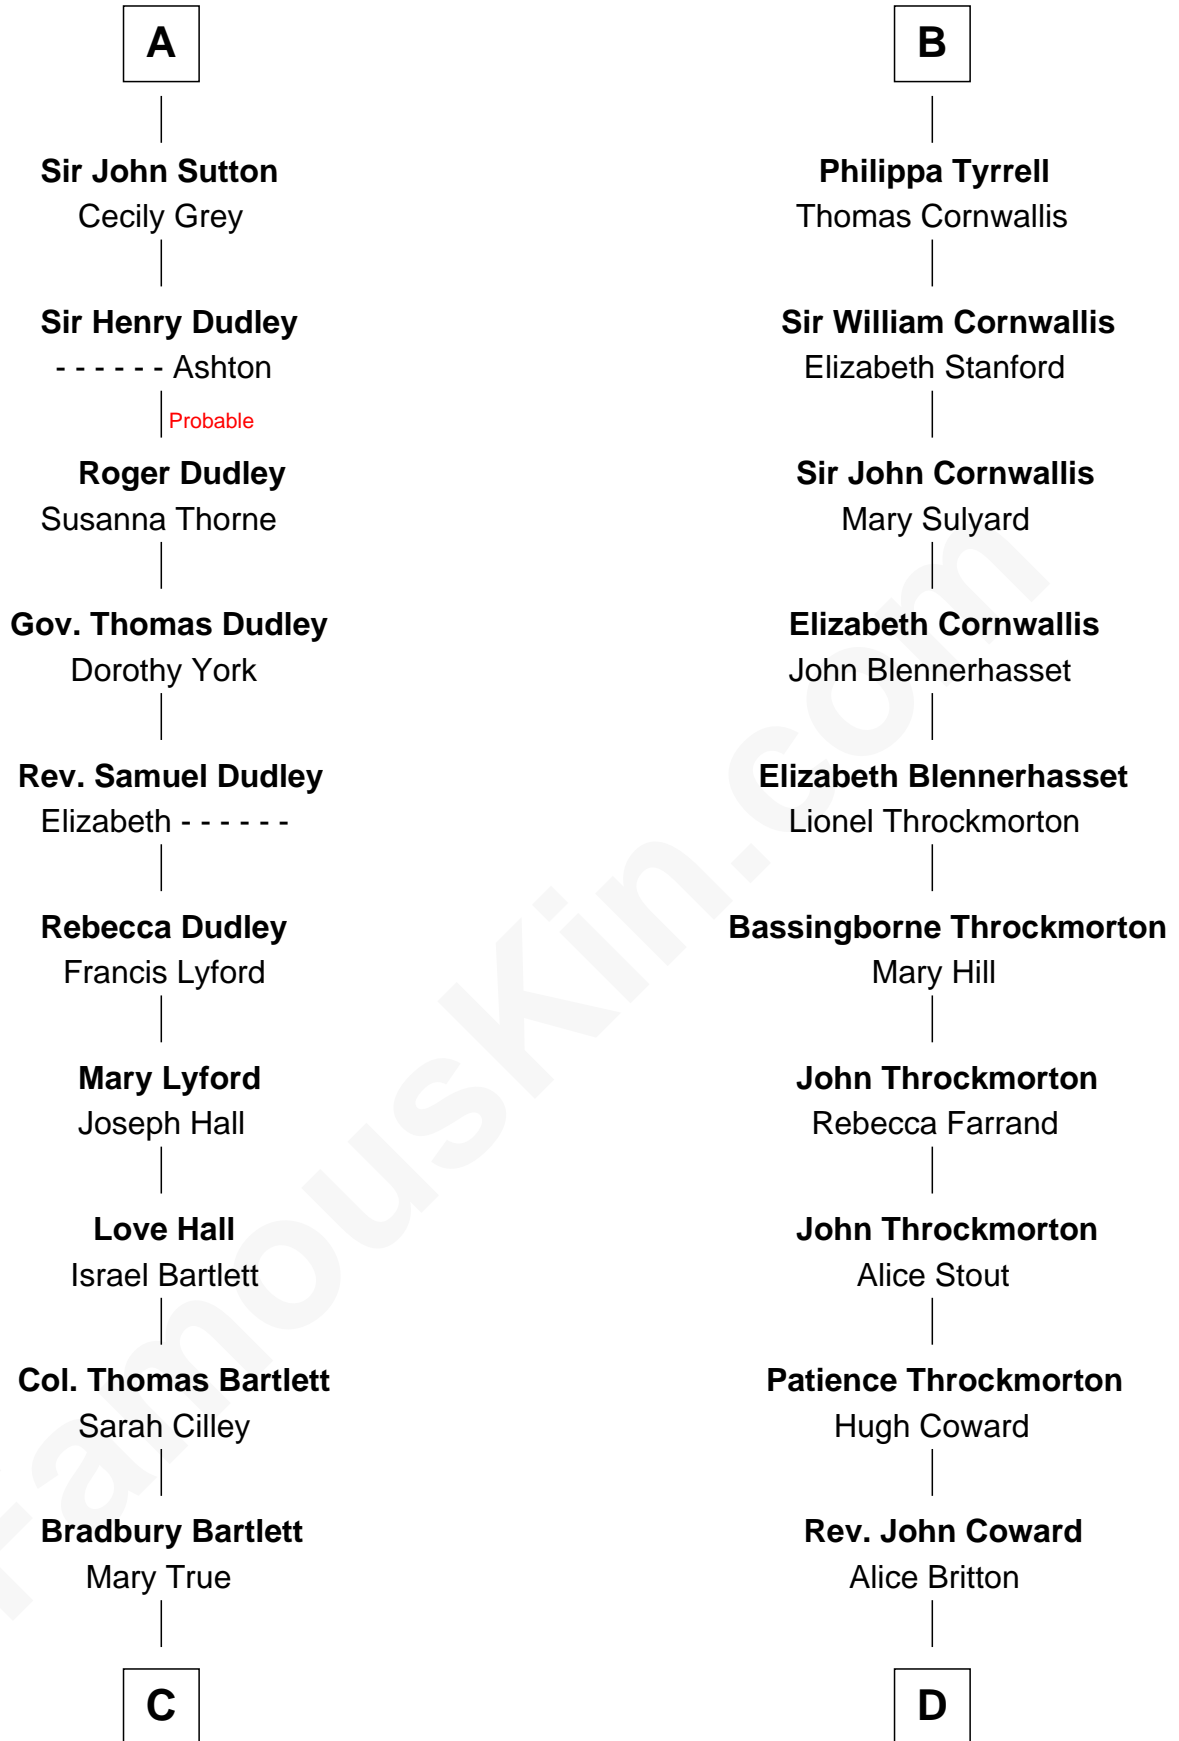 A
Sir John Sutton
Cecily Grey
Sir Henry Dudley
- - - - - - Ashton
Probable
Roger Dudley
Susanna Thorne
Gov. Thomas Dudley
Dorothy York
Rev. Samuel Dudley
Elizabeth - - - - - -
Rebecca Dudley
Francis Lyford
Mary Lyford
Joseph Hall
Love Hall
Israel Bartlett
Col. Thomas Bartlett
Sarah Cilley
Bradbury Bartlett
Mary True
C
B
Philippa Tyrrell
Thomas Cornwallis
Sir William Cornwallis
Elizabeth Stanford
Sir John Cornwallis
Mary Sulyard
Elizabeth Cornwallis
John Blennerhasset
Elizabeth Blennerhasset
Lionel Throckmorton
Bassingborne Throckmorton
Mary Hill
John Throckmorton
Rebecca Farrand
John Throckmorton
Alice Stout
Patience Throckmorton
Hugh Coward
Rev. John Coward
Alice Britton
D
FamousKin.com